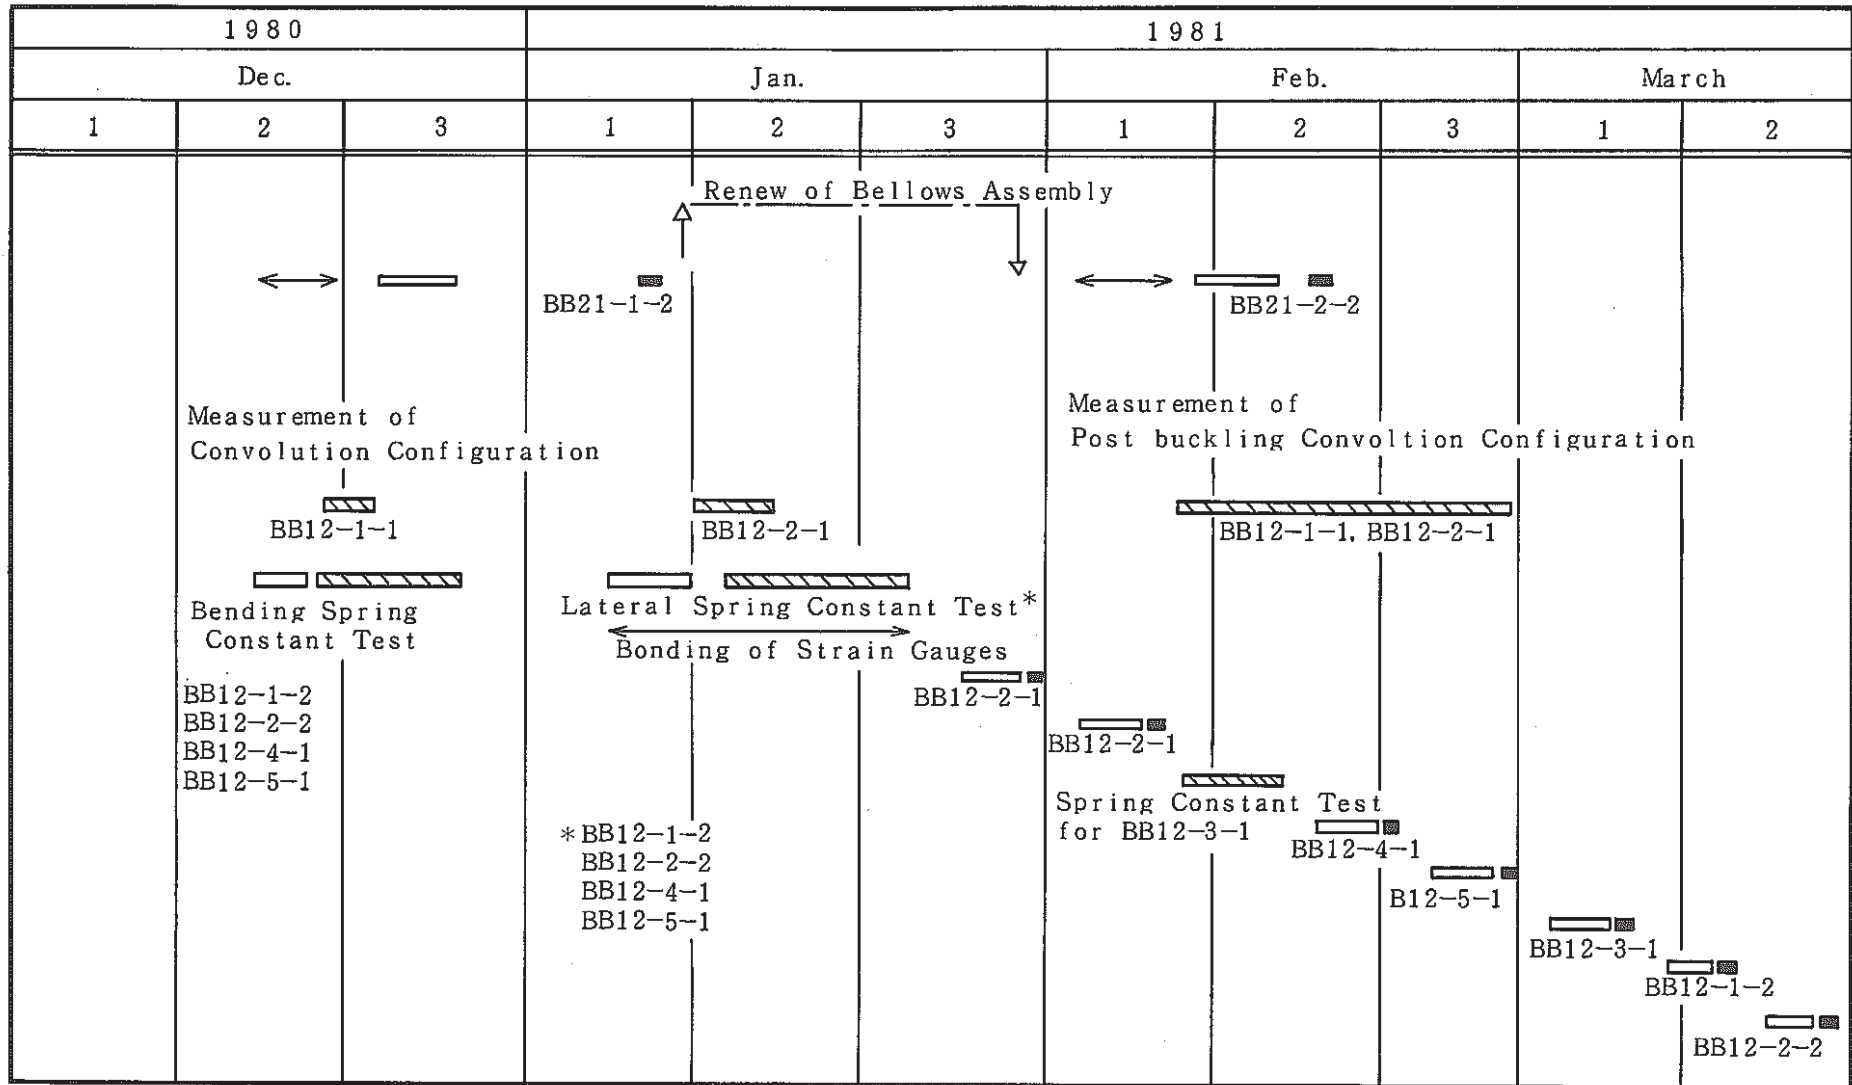 1980
1981
Dec.
Jan.
Feb.
March
1
2
3
1
2
3
1
2
3
1
2
Renew of Bellows Assembly
BB21-1-2
BB21-2-2
Measurement of
Convolution Configuration
Measurement of
Post buckling Convoltion Configuration
BB12-1-1
BB12-2-1
BB12-1-1, BB12-2-1
Bending Spring
Constant Test
Lateral Spring Constant Test*
Bonding of Strain Gauges
BB12-1-2
BB12-2-2
BB12-4-1
BB12-5-1
BB12-2-1
BB12-2-1
Spring Constant Test
for BB12-3-1
*BB12-1-2
BB12-2-2
BB12-4-1
BB12-5-1
BB12-4-1
B12-5-1
BB12-3-1
BB12-1-2
BB12-2-2